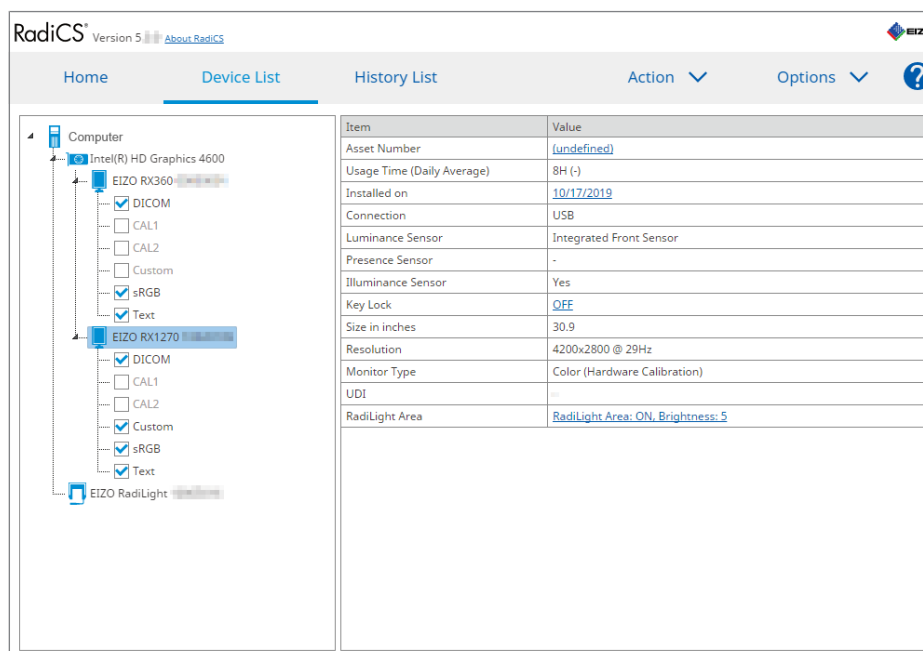 RadiCS® Version 5. About RadiCS
EIZ
Home Device List History List Action Options ?
Computer
Intel(R) HD Graphics 4600
EIZO RX360
DICOM
CAL1
CAL2
Custom
sRGB
Text
EIZO RX1270
DICOM
CAL1
CAL2
Custom
sRGB
Text
EIZO RadiLight
Item Value
Asset Number (undefined)
Usage Time (Daily Average) 8H (-)
Installed on 10/17/2019
Connection USB
Luminance Sensor Integrated Front Sensor
Presence Sensor -
Illuminance Sensor Yes
Key Lock OFF
Size in inches 30.9
Resolution 4200x2800 @ 29Hz
Monitor Type Color (Hardware Calibration)
UDI
RadiLight Area RadiLight Area: ON, Brightness: 5